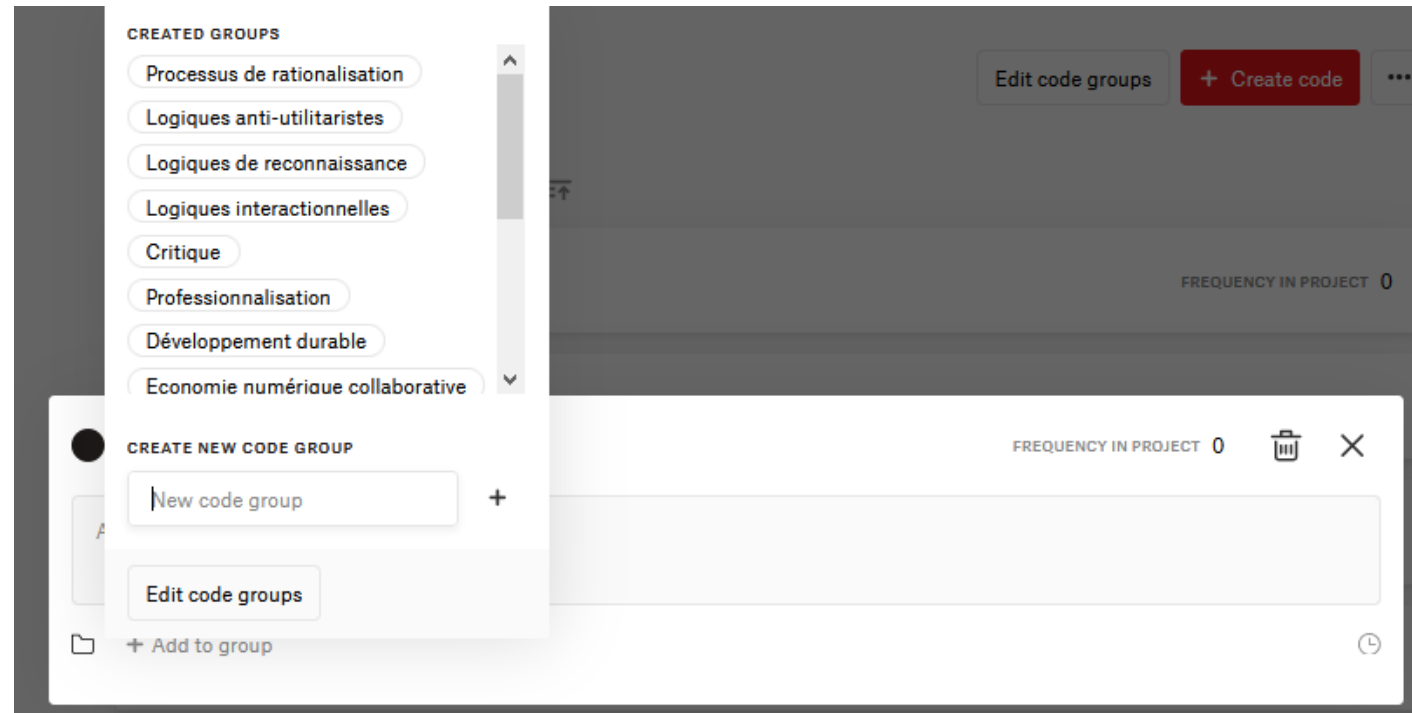 CREATED GROUPS
Processus de rationalisation
Edit code groups
+ Create code
Logiques anti-utilitaristes
Logiques de reconnaissance
Logiques interactionnelles
Critique
FREQUENCY IN PROJECT 0
Professionnalisation
Développement durable
Economie numérique collaborative
CREATE NEW CODE GROUP
FREQUENCY IN PROJECT 0
New code group
A
Edit code groups
+ Add to group